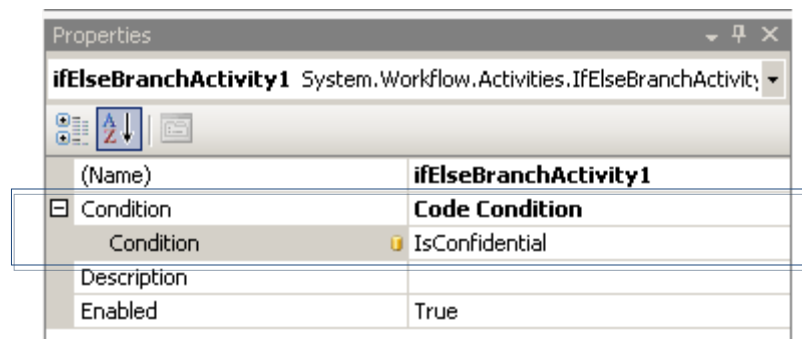 Properties
ifElseBranchActivity1 System.Workflow.Activities.IfElseBranchActivity
(Name) ifElseBranchActivity1
Condition Code Condition
Condition IsConfidential
Description
Enabled True